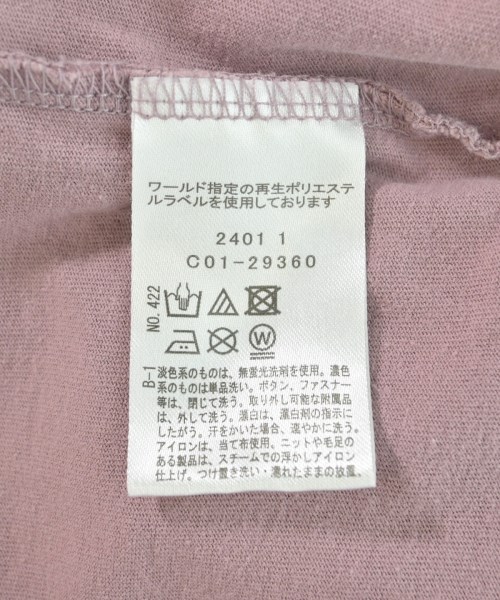 ワールド指定の再生ポリエステ
ルラベルを使用しております
2401 1
C01-29360
NO. 422
W
B-1
淡色系のものは、無蛍光洗剤を使用。濃色
系のものは単品洗い。ボタン、ファスナー
等は、閉じて洗う。取り外し可能な附属品
は、外して洗う。漂白は、漂白剤の指示に
したがう。汗をかいた場合、速やかに洗う。
アイロンは、当て布使用。ニットや毛足の
ある製品は、スチームでの浮かしアイロン
仕上げ。つけ置き洗い・濡れたままの放置、